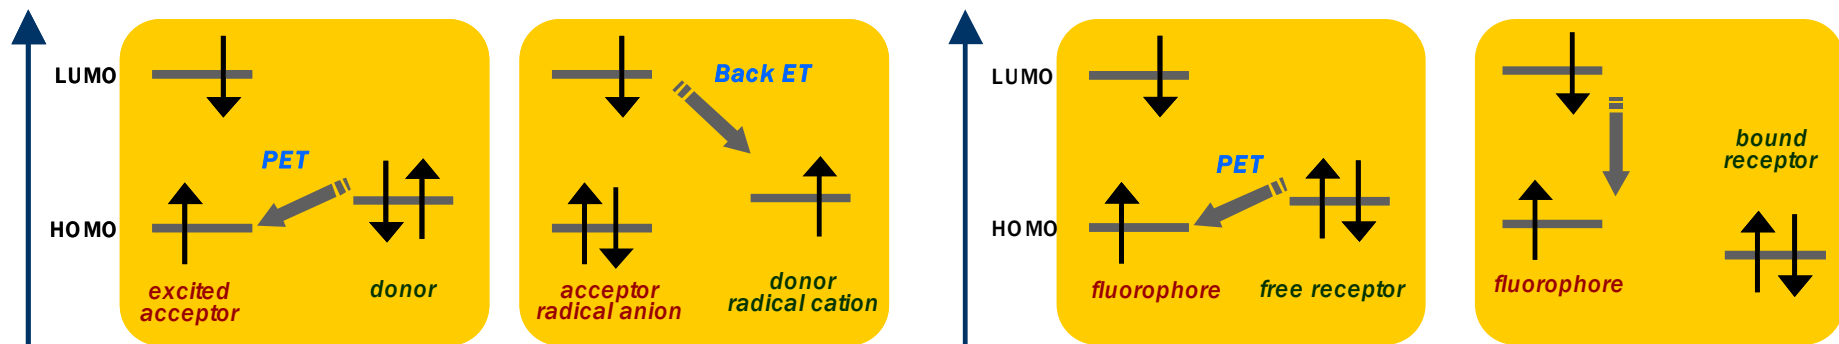 LUMO
HOMO
PET
excited
acceptor
donor
Back ET
acceptor
radical anion
donor
radical cation
LUMO
HOMO
PET
fluorophore
free receptor
bound
receptor
fluorophore